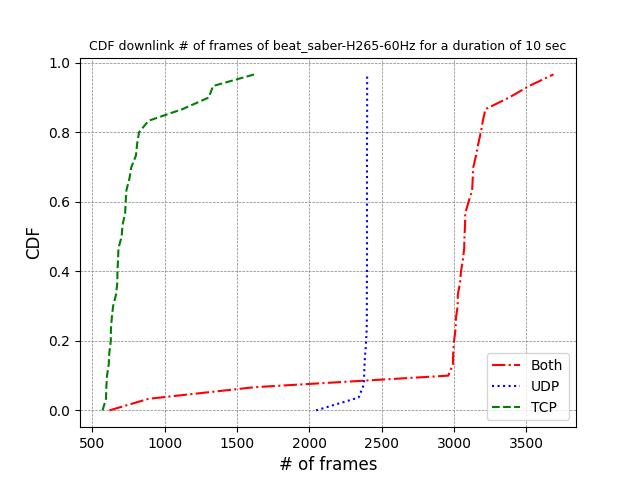 CDF downlink # of frames of beat_saber-H265-60Hz for a duration of 10 sec
1.0
0.8
0.6
0.4
0.2
0.0
CDF
Both
UDP
TCP
500 1000 1500 2000 2500 3000 3500
# of frames